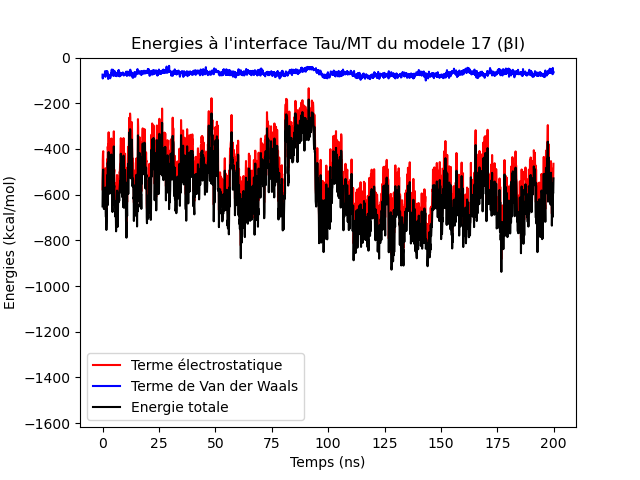 Energies à l'interface Tau/MT du modele 17 (βI)
Energies (kcal/mol)
0
−200
−400
−600
−800
−1000
−1200
−1400
−1600
Terme électrostatique
Terme de Van der Waals
Energie totale
0 25 50 75 100 125 150 175 200
Temps (ns)